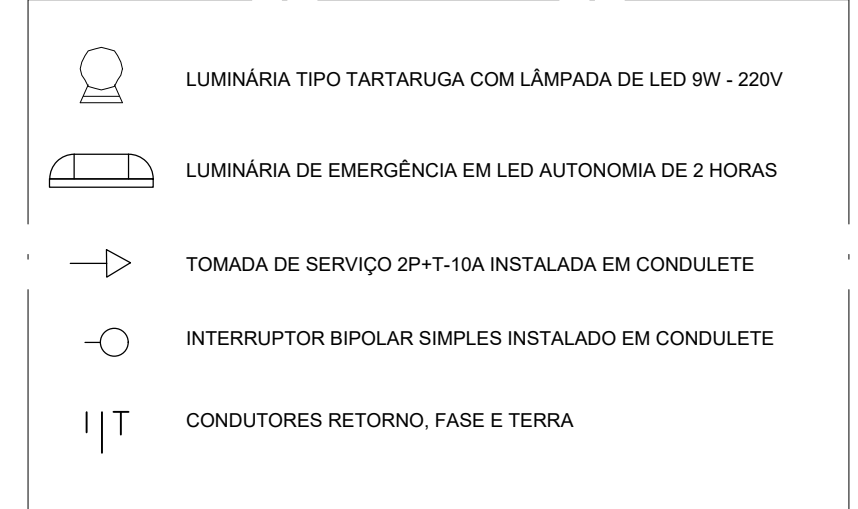 LUMINÁRIA TIPO TARTARUGA COM LÂMPADA DE LED 9W - 220V
LUMINÁRIA DE EMERGÊNCIA EM LED AUTONOMIA DE 2 HORAS
TOMADA DE SERVIÇO 2P+T-10A INSTALADA EM CONDULETE
INTERRUPTOR BIPOLAR SIMPLES INSTALADO EM CONDULETE
CONDUTORES RETORNO, FASE E TERRA